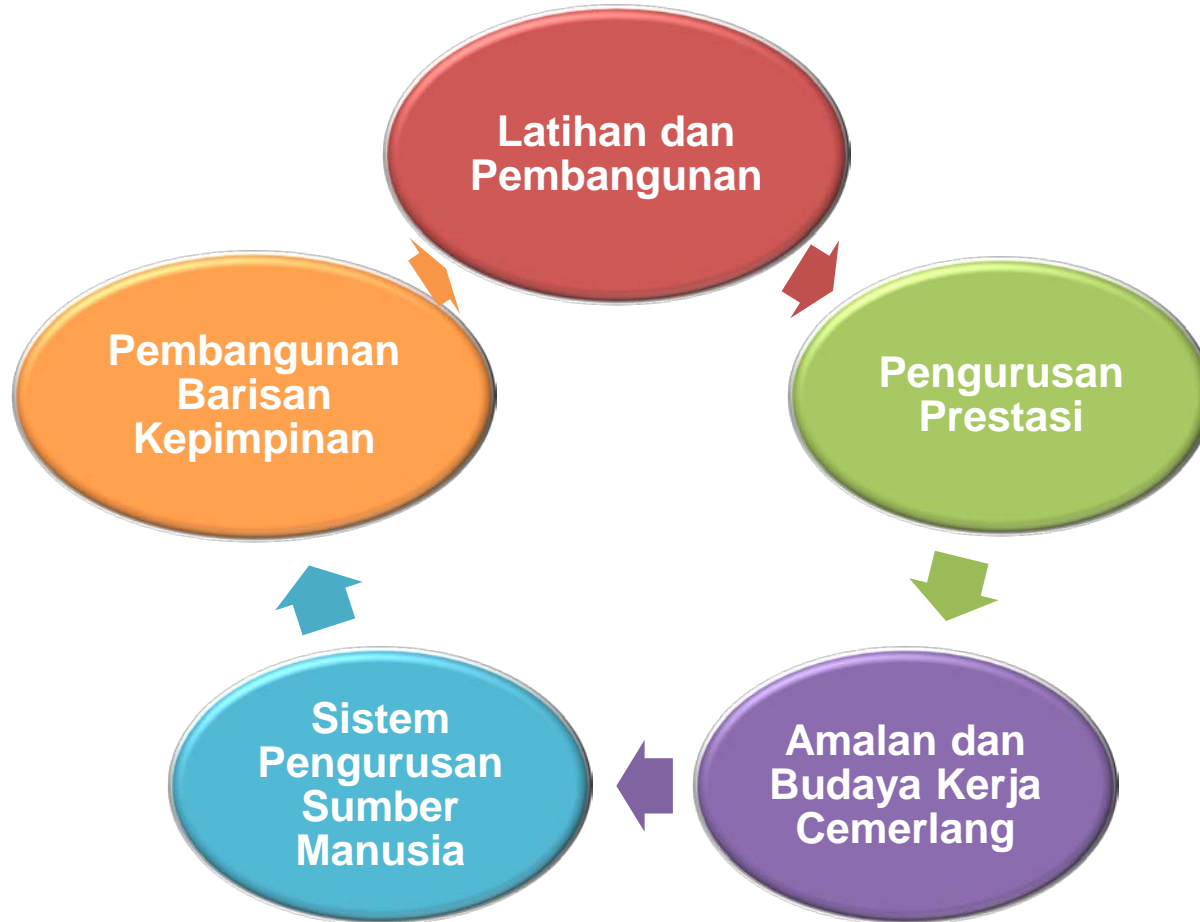 Latihan dan
Pembangunan
Pengurusan
Prestasi
Amalan dan
Budaya Kerja
Cemerlang
Sistem
Pengurusan
Sumber
Manusia
Pembangunan
Barisan
Kepimpinan